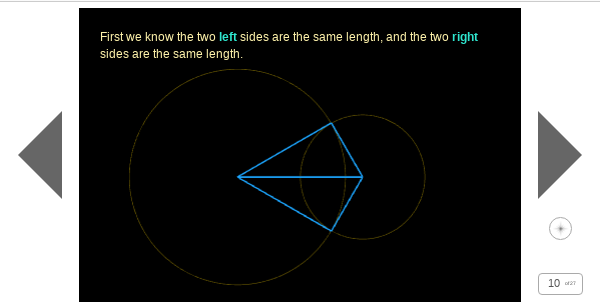 First we know the two left sides are the same length, and the two right
sides are the same length.
10 of 27